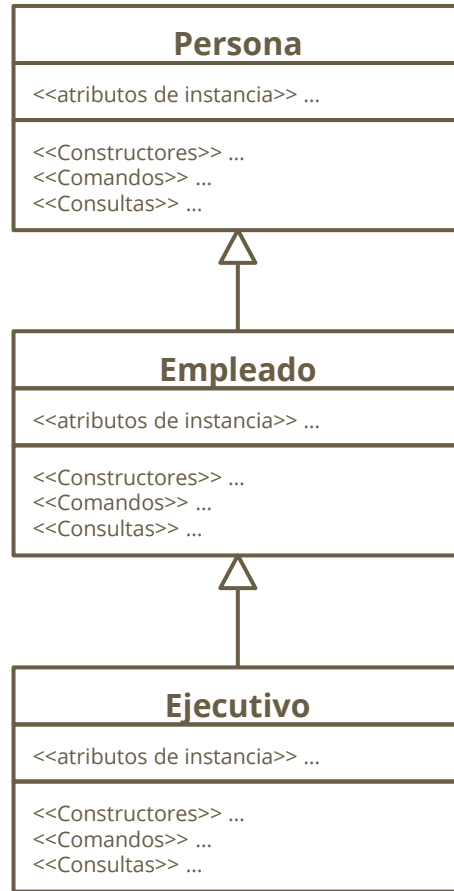 Persona
<<atributos de instancia>> ...
<<Constructores>> ...
<<Comandos>> ...
<<Consultas>> ...
Empleado
<<atributos de instancia>> ...
<<Constructores>> ...
<<Comandos>> ...
<<Consultas>> ...
Ejecutivo
<<atributos de instancia>> ...
<<Constructores>> ...
<<Comandos>> ...
<<Consultas>> ...